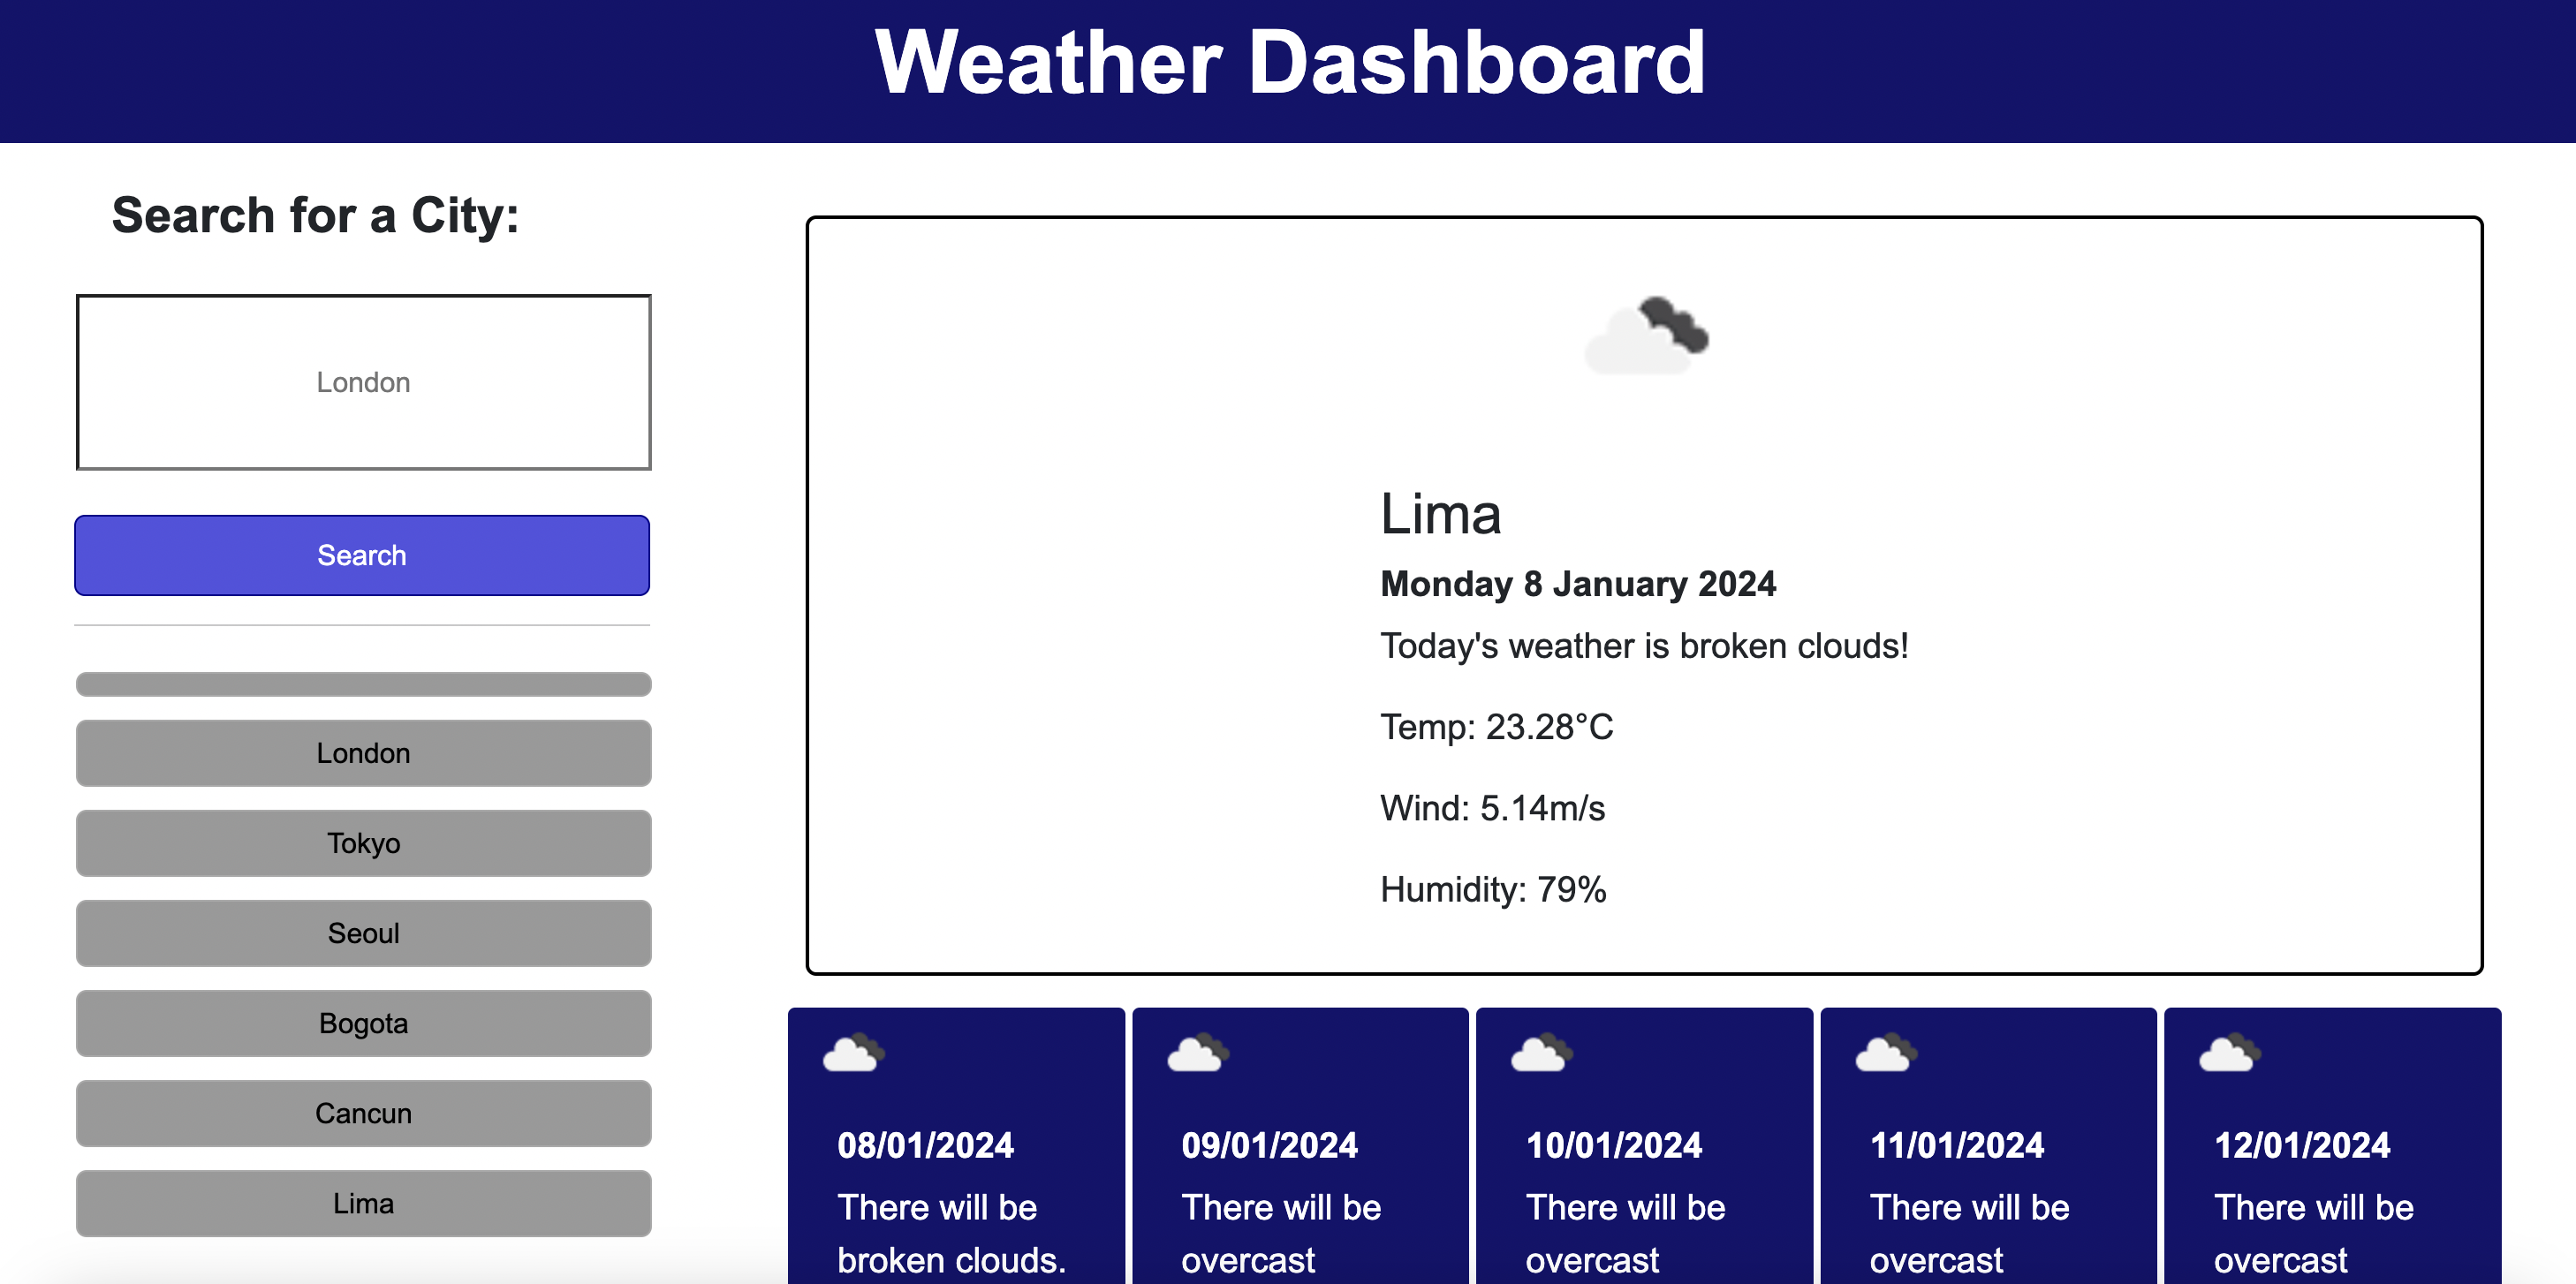 Weather Dashboard
Search for a City:
London
Search
London
Tokyo
Seoul
Bogota
Cancun
Lima
Lima
Monday 8 January 2024
Today's weather is broken clouds!
Temp: 23.28°C
Wind: 5.14m/s
Humidity: 79%
08/01/2024
There will be
broken clouds.
09/01/2024
There will be
overcast
10/01/2024
There will be
overcast
11/01/2024
There will be
overcast
12/01/2024
There will be
overcast